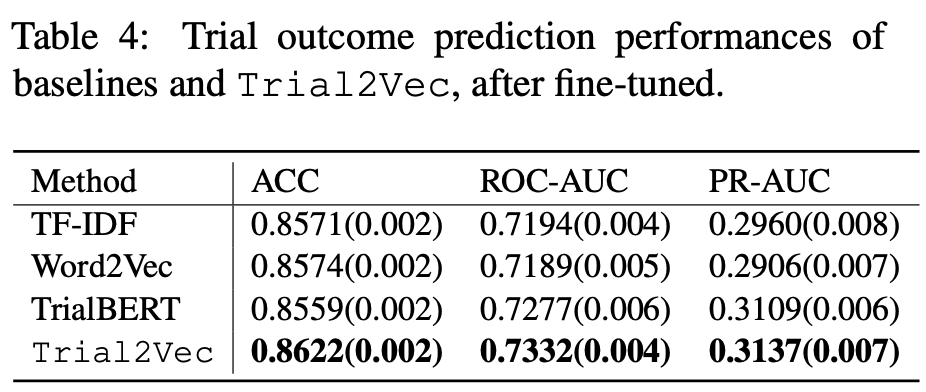 Table 4: Trial outcome prediction performances of
baselines and Trial2Vec, after fine-tuned.
Method ACC ROC-AUC PR-AUC
TF-IDF 0.8571(0.002) 0.7194(0.004) 0.2960(0.008)
Word2Vec 0.8574(0.002) 0.7189(0.005) 0.2906(0.007)
TrialBERT 0.8559(0.002) 0.7277(0.006) 0.3109(0.006)
Trial2Vec 0.8622(0.002) 0.7332(0.004) 0.3137(0.007)